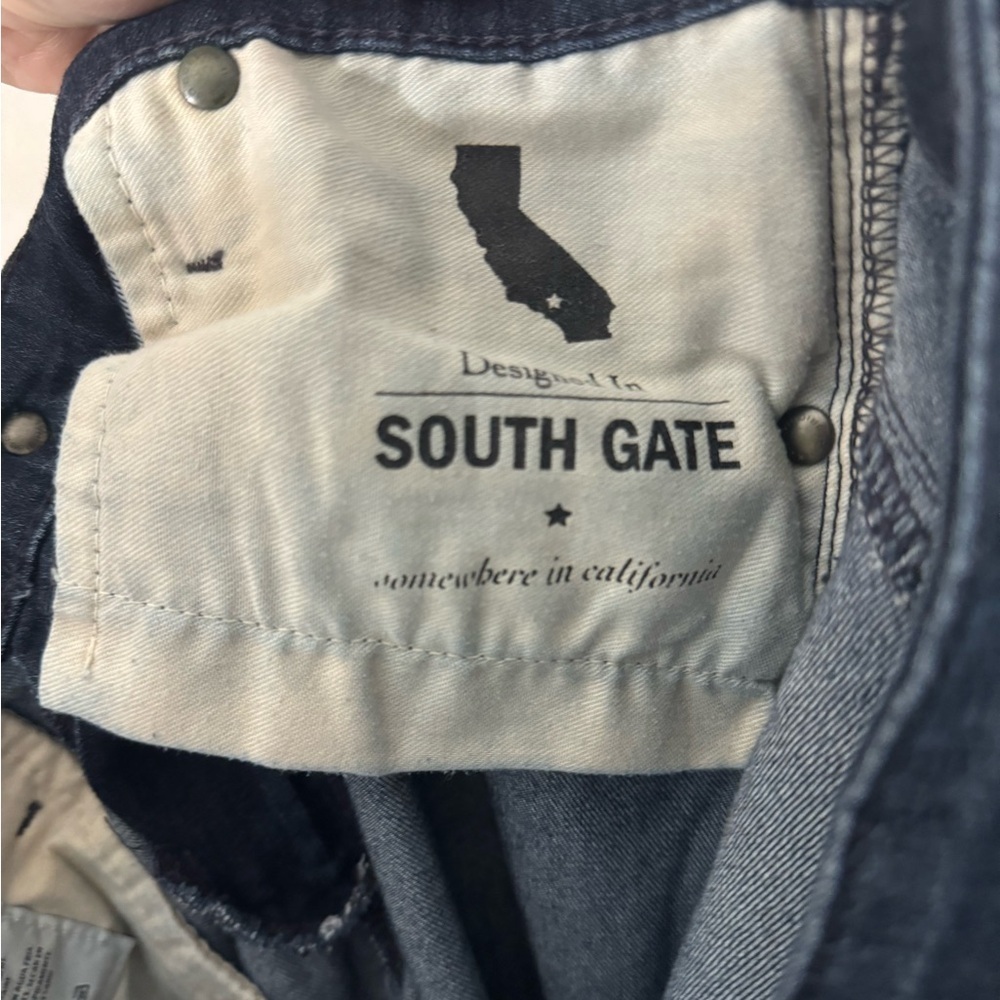 Designed In
SOUTH GATE
somewhere in california